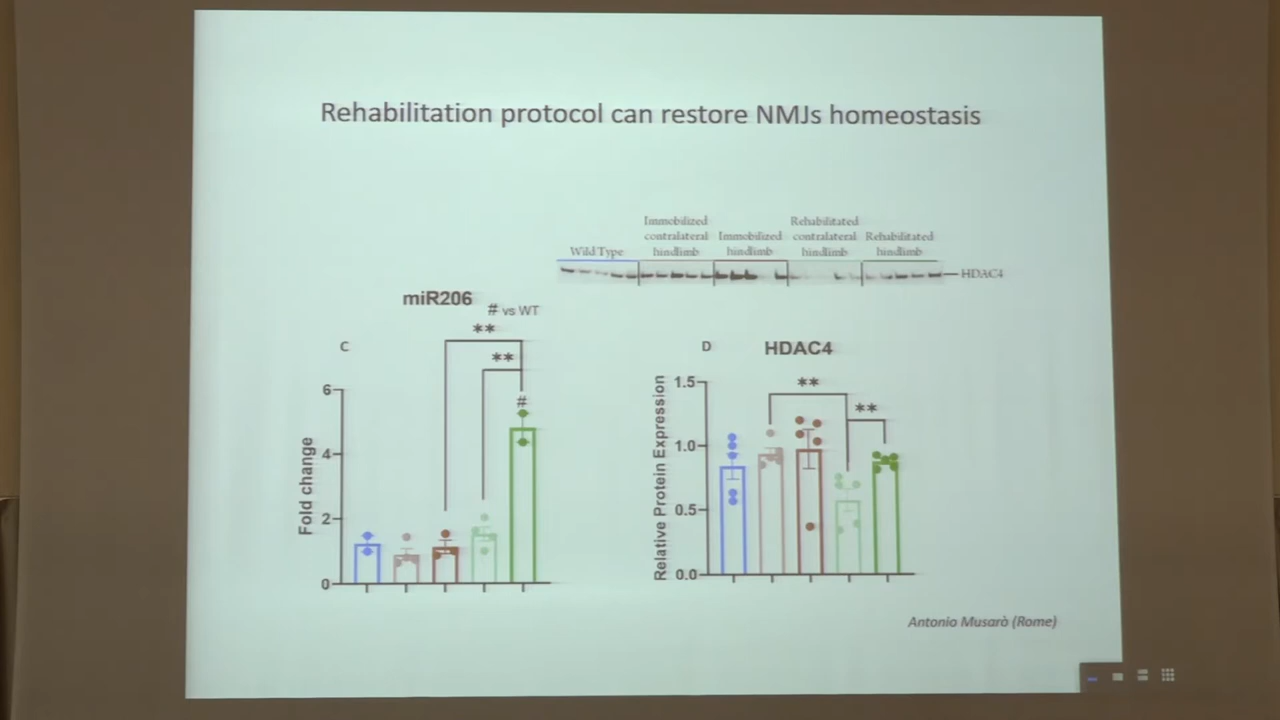 Rehabilitation protocol can restore NMJs homeostasis
Wild Type
Immobilized
contralateral
hindlimb
Immobilized
hindlimb
Rehabilitated
contralateral
hindlimb
Rehabilitated
hindlimb
HDAC4
miR206
# vs WT
**
**
#
C
Fold change
6
4
2
0
D
HDAC4
**
**
Relative Protein Expression
1.5
1.0
0.5
0.0
Antonio Musarò (Rome)